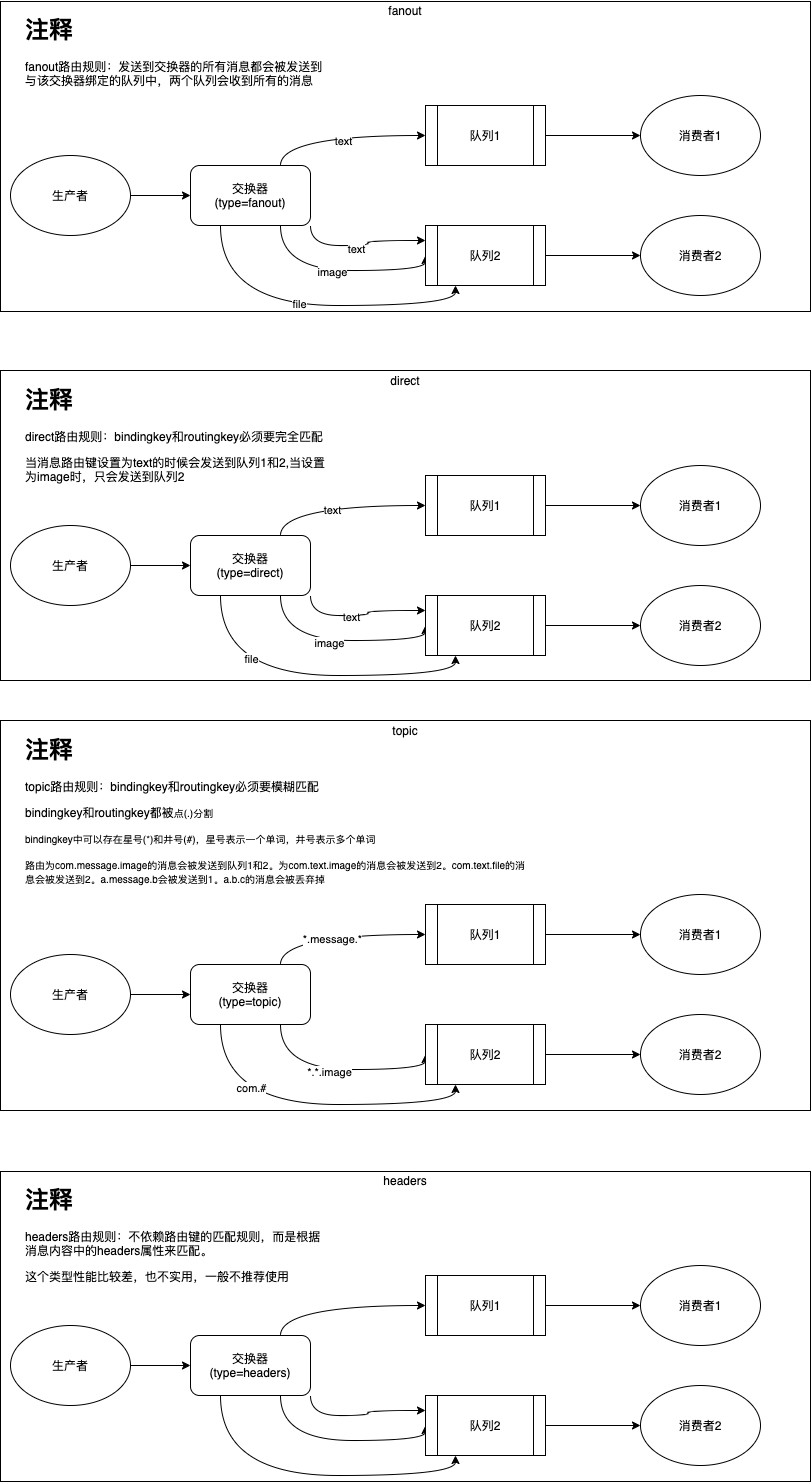 fanout
注释
fanout路由规则：发送到交换器的所有消息都会被发送到
与该交换器绑定的队列中，两个队列会收到所有的消息
text
队列1
消费者1
生产者
交换器
(type=fanout)
text
队列2
消费者2
image
file
direct
注释
direct路由规则：bindingkey和routingkey必须要完全匹配
当消息路由键设置为text的时候会发送到队列1和2,当设置
为image时，只会发送到队列2
text
队列1
消费者1
生产者
交换器
(type=direct)
text
队列2
消费者2
image
file
topic
注释
topic路由规则：bindingkey和routingkey必须要模糊匹配
bindingkey和routingkey都被点(.)分割
bindingkey中可以存在星号(*)和井号(#)，星号表示一个单词，井号表示多个单词
路由为com.message.image的消息会被发送到队列1和2。为com.text.image的消息会被发送到2。com.text.file的消
息会被发送到2。a.message.b会被发送到1。a.b.c的消息会被丢弃掉
*.message.*
队列1
消费者1
生产者
交换器
(type=topic)
*.*.image
队列2
消费者2
com.#
headers
注释
headers路由规则：不依赖路由键的匹配规则，而是根据
消息内容中的headers属性来匹配。
这个类型性能比较差，也不实用，一般不推荐使用
队列1
消费者1
生产者
交换器
(type=headers)
队列2
消费者2